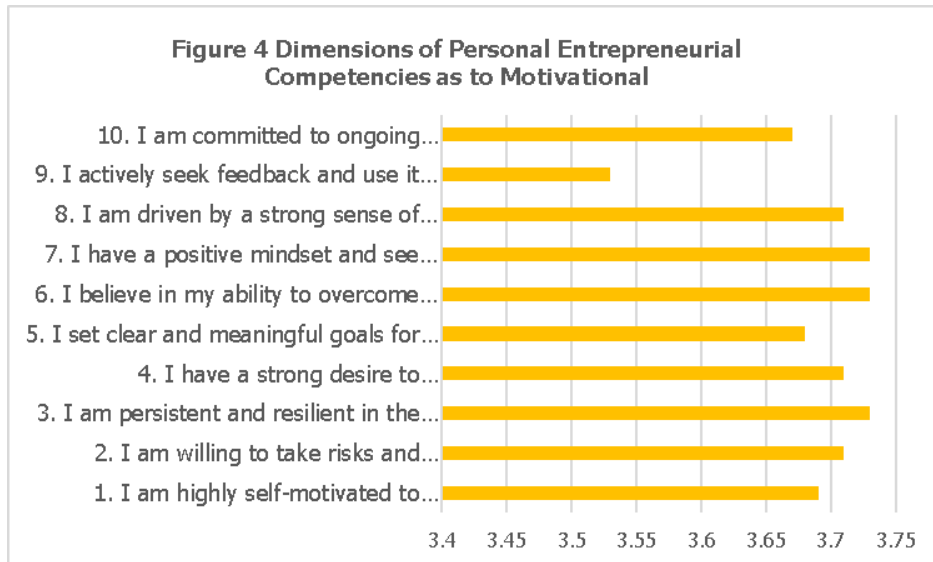 Figure 4 Dimensions of Personal Entrepreneurial
Competencies as to Motivational
10. I am committed to ongoing...
9. I actively seek feedback and use it...
8. I am driven by a strong sense of...
7. I have a positive mindset and see...
6. I believe in my ability to overcome...
5. I set clear and meaningful goals for...
4. I have a strong desire to...
3. I am persistent and resilient in the...
2. I am willing to take risks and...
1. I am highly self-motivated to...
3.4 3.45 3.5 3.55 3.6 3.65 3.7 3.75